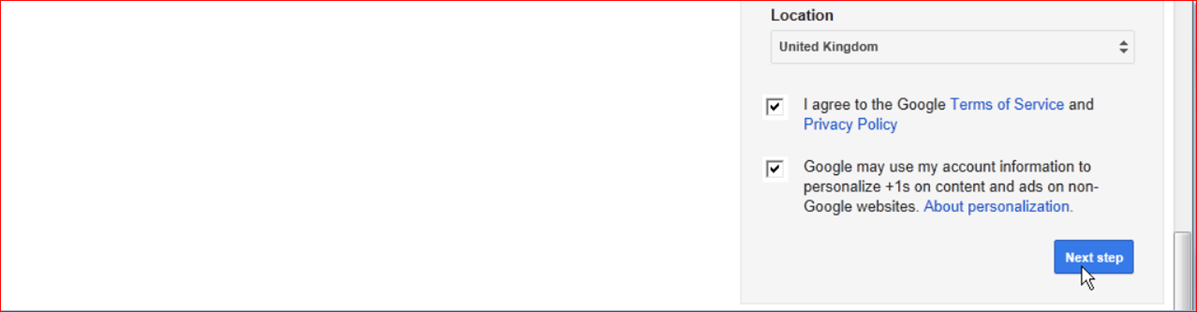 Location
United Kingdom
I agree to the Google Terms of Service and
Privacy Policy
Google may use my account information to
personalize +1s on content and ads on non-
Google websites. About personalization.
Next step